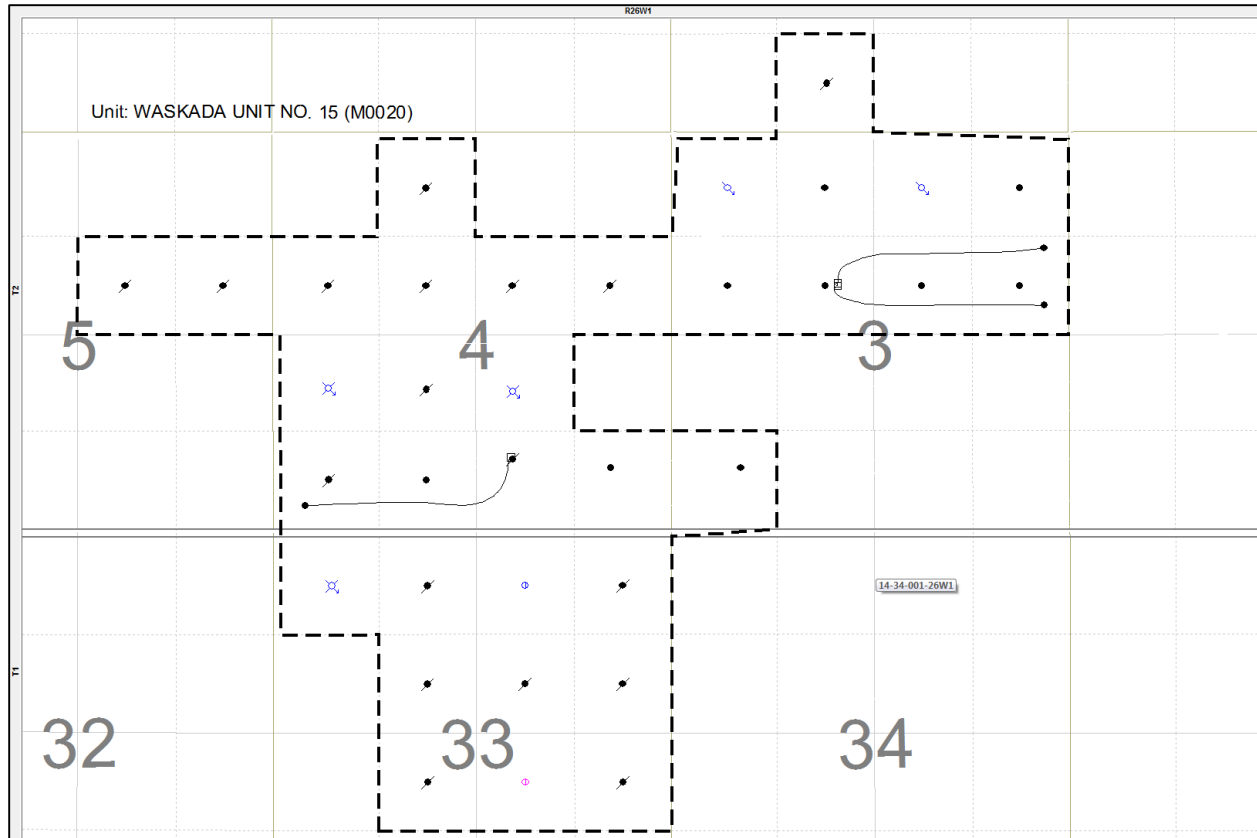 R26W1
Unit: WASKADA UNIT NO. 15 (M0020)
T2
5
4
3
14-34-001-26W1
T1
32
33
34